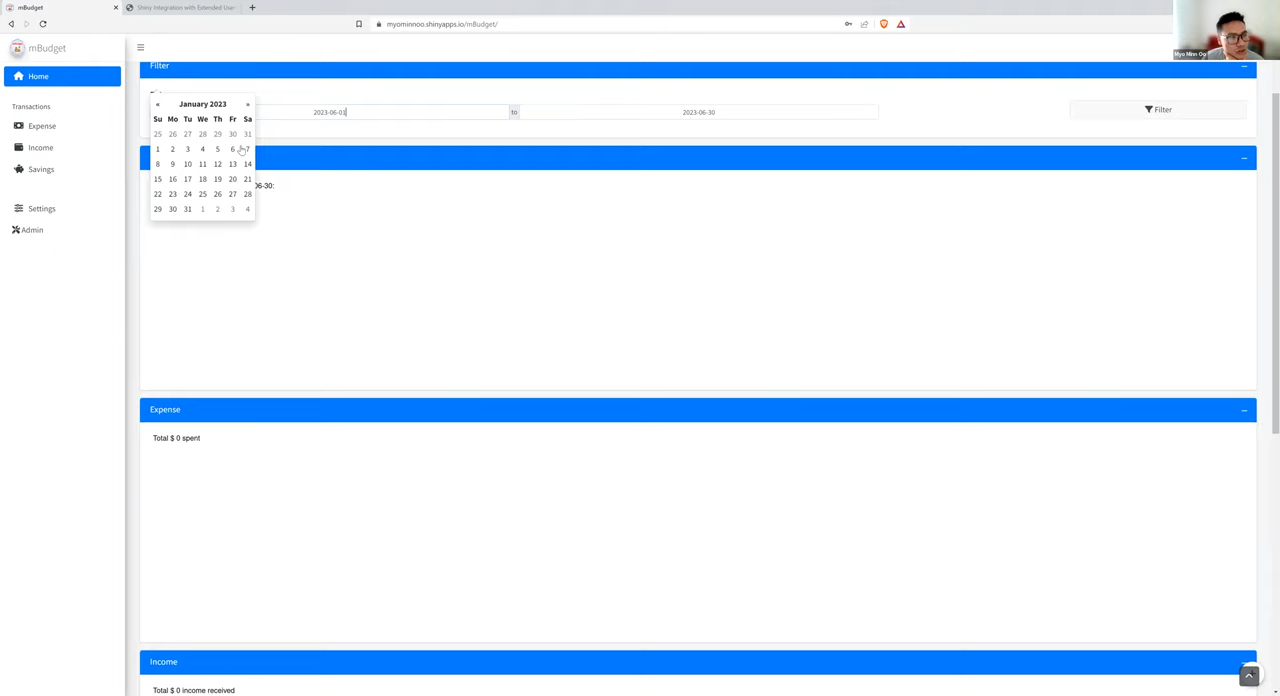 mBudget
Shiny Integration with Extended User
myominnoo.shinyapps.io/mBudget/
Myo Minn Oo
mBudget
Home
Transactions
Expense
Income
Savings
Settings
Admin
Filter
2023-06-01
to
2023-06-30
Filter
« January 2023 »
Su Mo Tu We Th Fr Sa
25 26 27 28 29 30 31
1 2 3 4 5 6 7
8 9 10 11 12 13 14
15 16 17 18 19 20 21
22 23 24 25 26 27 28
29 30 31 1 2 3 4
06-30:
Expense
Total $ 0 spent
Income
Total $ 0 income received